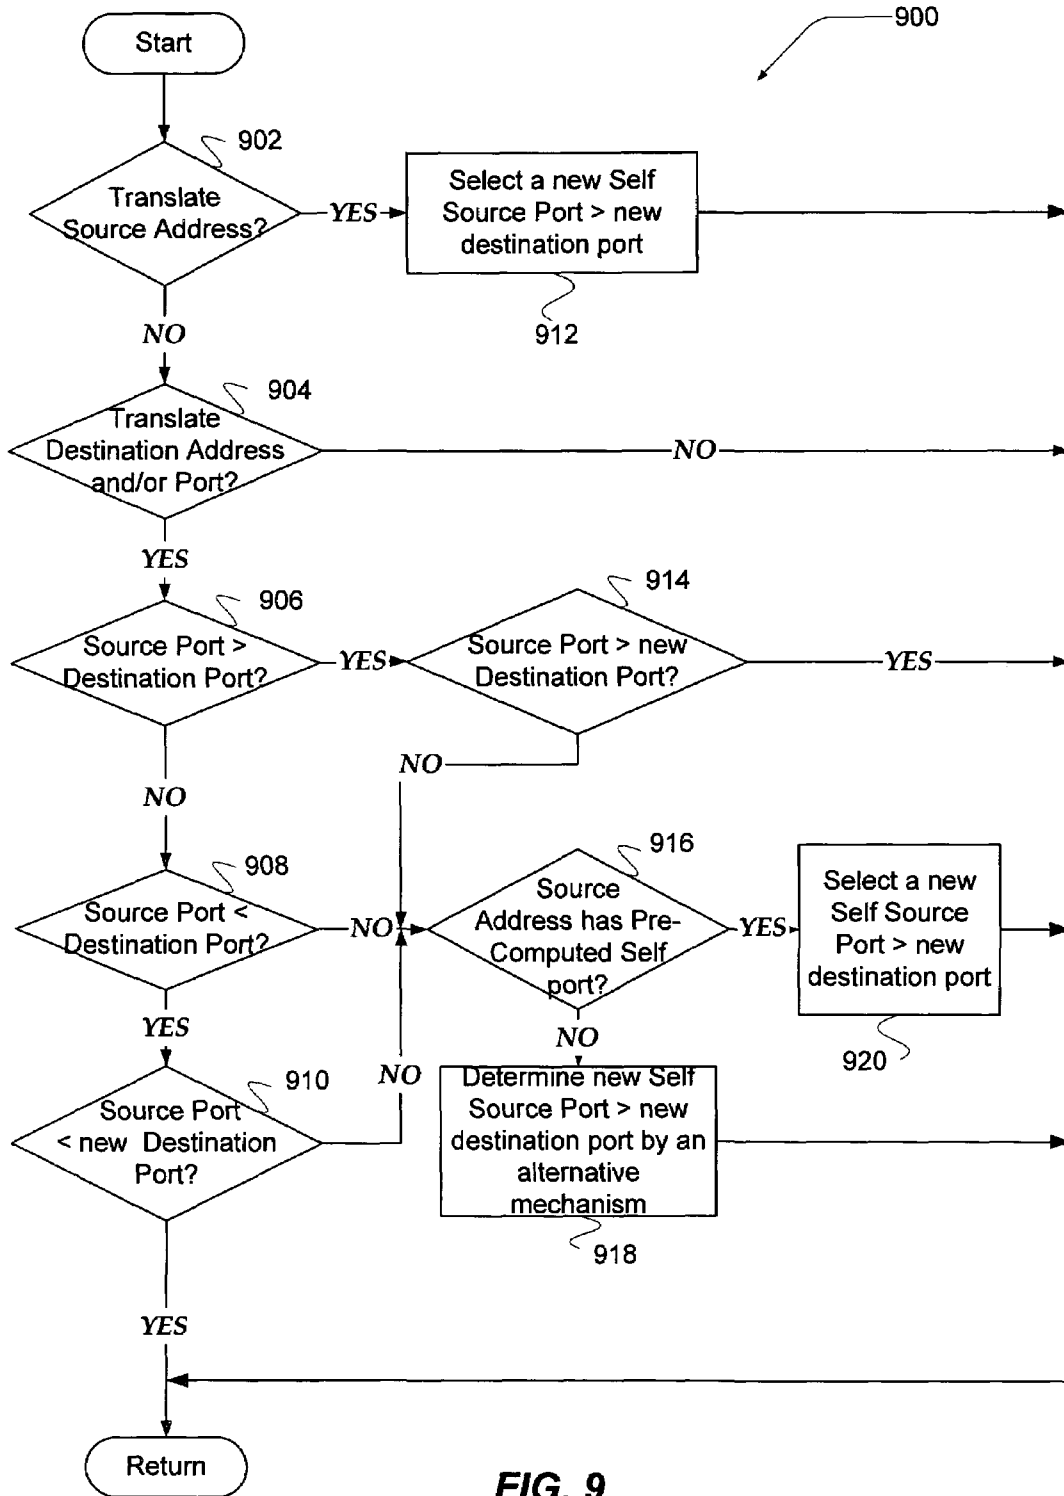 900
Start
902
Translate
Source Address?
YES
Select a new Self
Source Port > new
destination port
912
NO
904
Translate
Destination Address
and/or Port?
NO
YES
906
Source Port >
Destination Port?
YES
914
Source Port > new
Destination Port?
YES
NO
NO
908
Source Port <
Destination Port?
NO
916
Source
Address has Pre-
Computed Self
port?
YES
Select a new
Self Source
Port > new
destination port
920
YES
NO
NO
910
Source Port
< new Destination
Port?
Determine new Self
Source Port > new
destination port by an
alternative
mechanism
918
YES
Return
FIG. 9